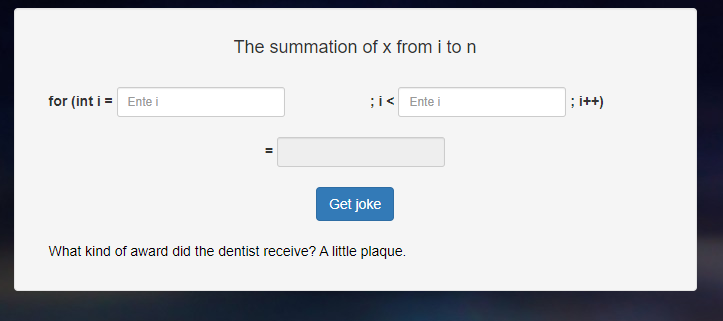 The summation of x from i to n
for (int i = Ente i ; i < Ente i ; i++)
=
Get joke
What kind of award did the dentist receive? A little plaque.